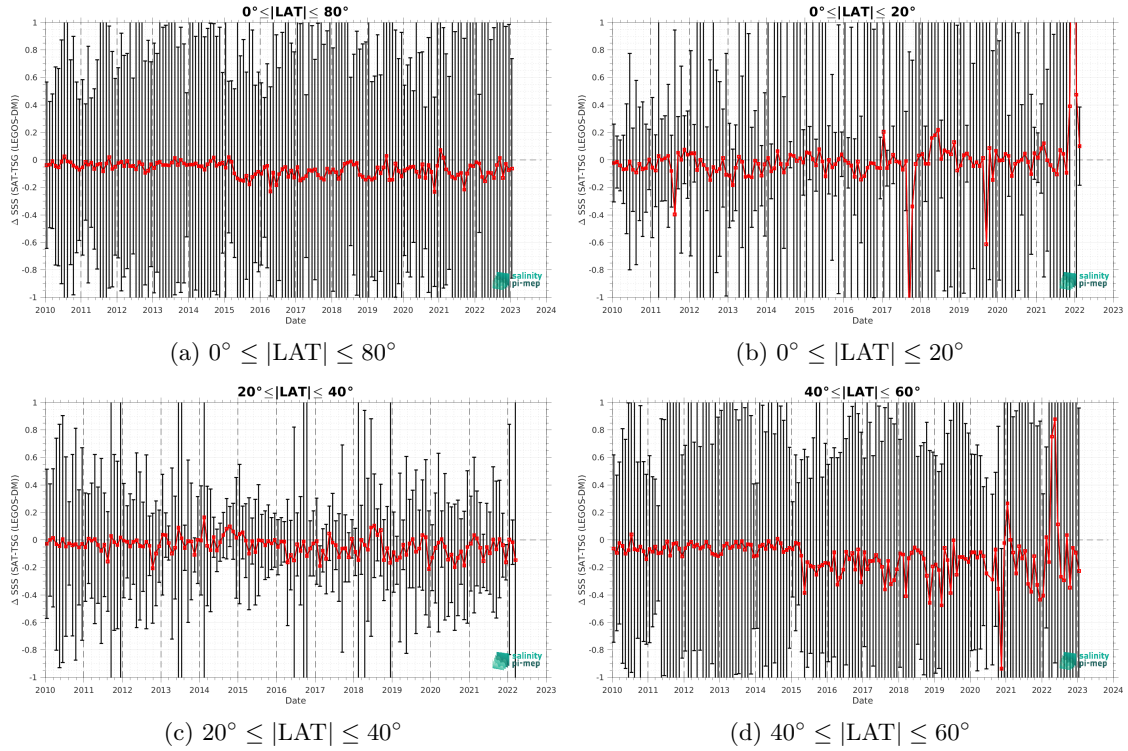 0°≤|LAT|≤ 80°
Δ SSS (SAT-TSG (LEGOS-DM))
1
0.8
0.6
0.4
0.2
0
-0.2
-0.4
-0.6
-0.8
-1
2010 2011 2012 2013 2014 2015 2016 2017 2018 2019 2020 2021 2022 2023 2024
Date
salinity
pi-mep
(a) 0° ≤ |LAT| ≤ 80°
0°≤|LAT|≤ 20°
Δ SSS (SAT-TSG (LEGOS-DM))
1
0.8
0.6
0.4
0.2
0
-0.2
-0.4
-0.6
-0.8
-1
2010 2011 2012 2013 2014 2015 2016 2017 2018 2019 2020 2021 2022 2023
Date
salinity
pi-mep
(b) 0° ≤ |LAT| ≤ 20°
20°≤|LAT|≤ 40°
Δ SSS (SAT-TSG (LEGOS-DM))
1
0.8
0.6
0.4
0.2
0
-0.2
-0.4
-0.6
-0.8
-1
2010 2011 2012 2013 2014 2015 2016 2017 2018 2019 2020 2021 2022 2023
Date
salinity
pi-mep
(c) 20° ≤ |LAT| ≤ 40°
40°≤|LAT|≤ 60°
Δ SSS (SAT-TSG (LEGOS-DM))
1
0.8
0.6
0.4
0.2
0
-0.2
-0.4
-0.6
-0.8
-1
2010 2011 2012 2013 2014 2015 2016 2017 2018 2019 2020 2021 2022 2023 2024
Date
salinity
pi-mep
(d) 40° ≤ |LAT| ≤ 60°